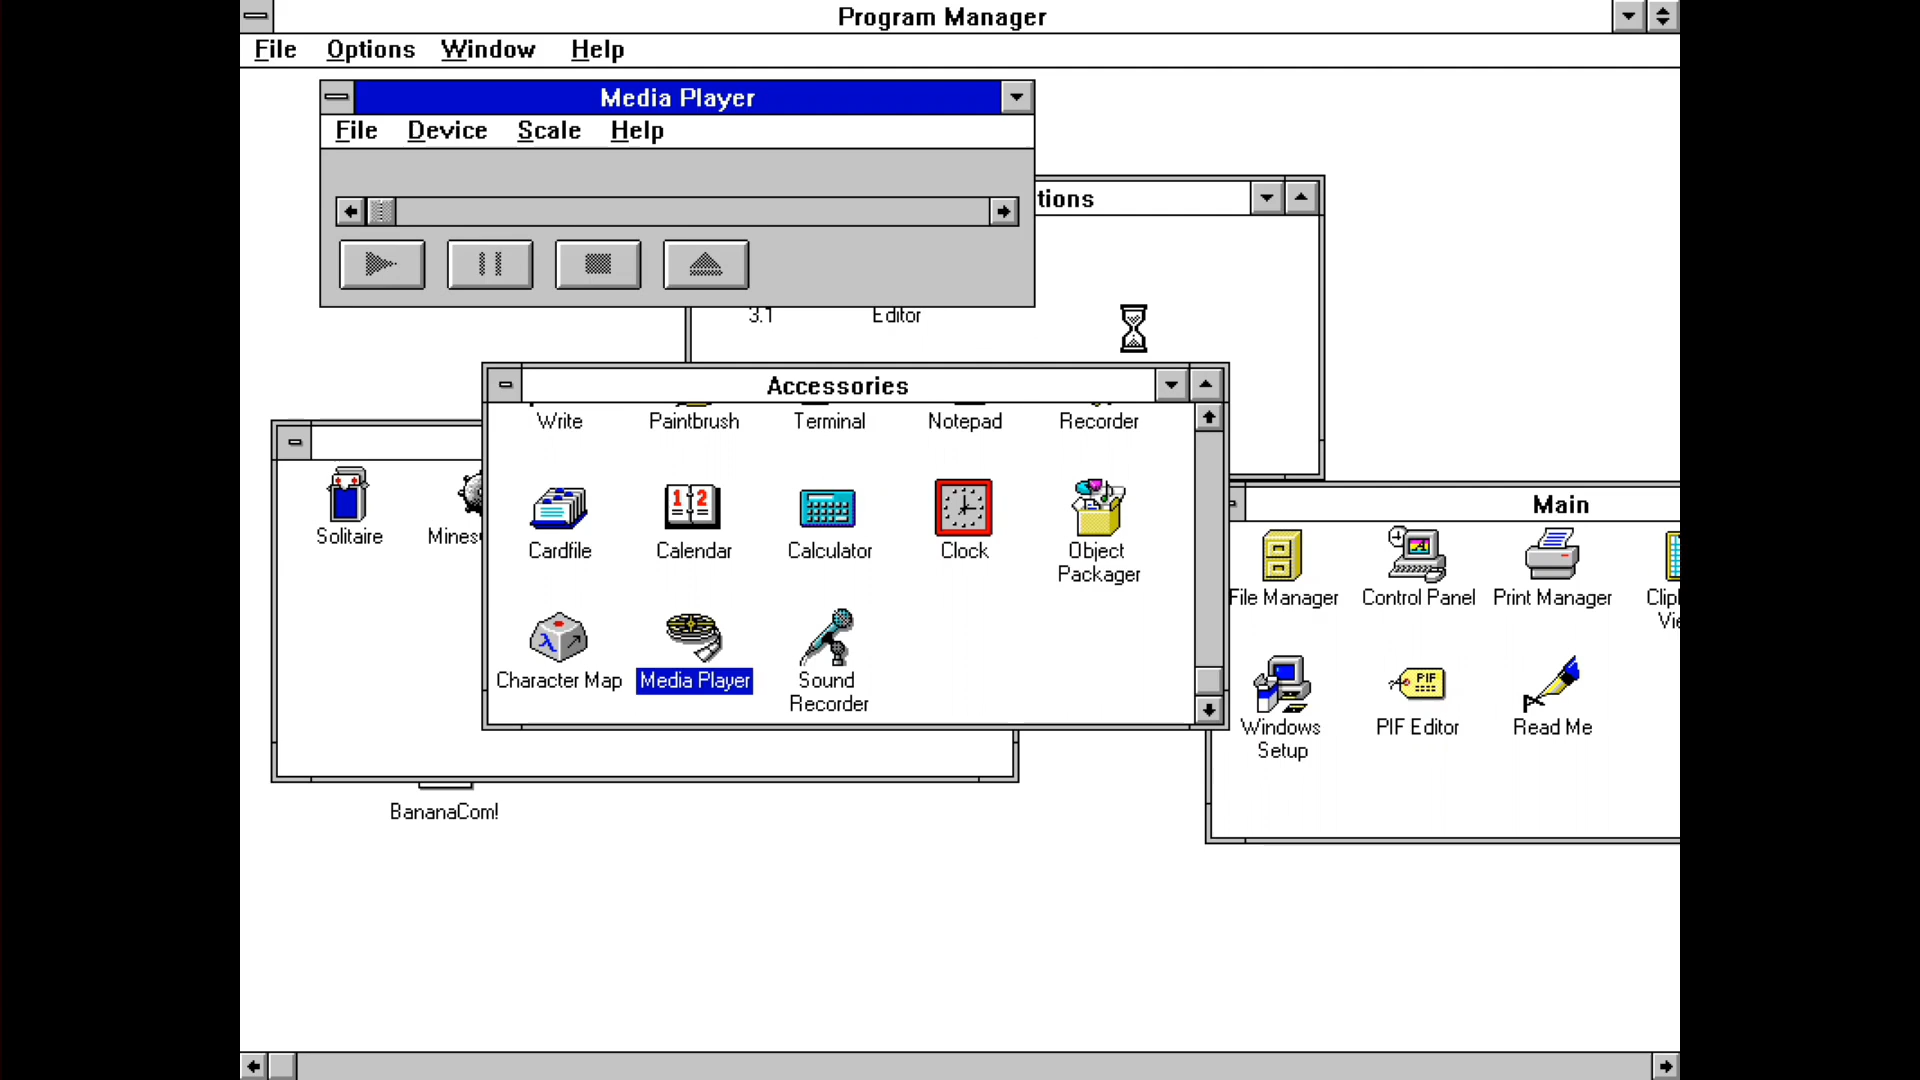 Program Manager
File Options Window Help
Media Player
File Device Scale Help
tions
3.1 Editor
Accessories
Write Paintbrush Terminal Notepad Recorder
Solitaire
Cardfile Calendar Calculator Clock Object
Packager
Main
File Manager Control Panel Print Manager
Character Map Media Player Sound
Recorder
PIF
Windows
Setup PIF Editor Read Me
BananaCom!